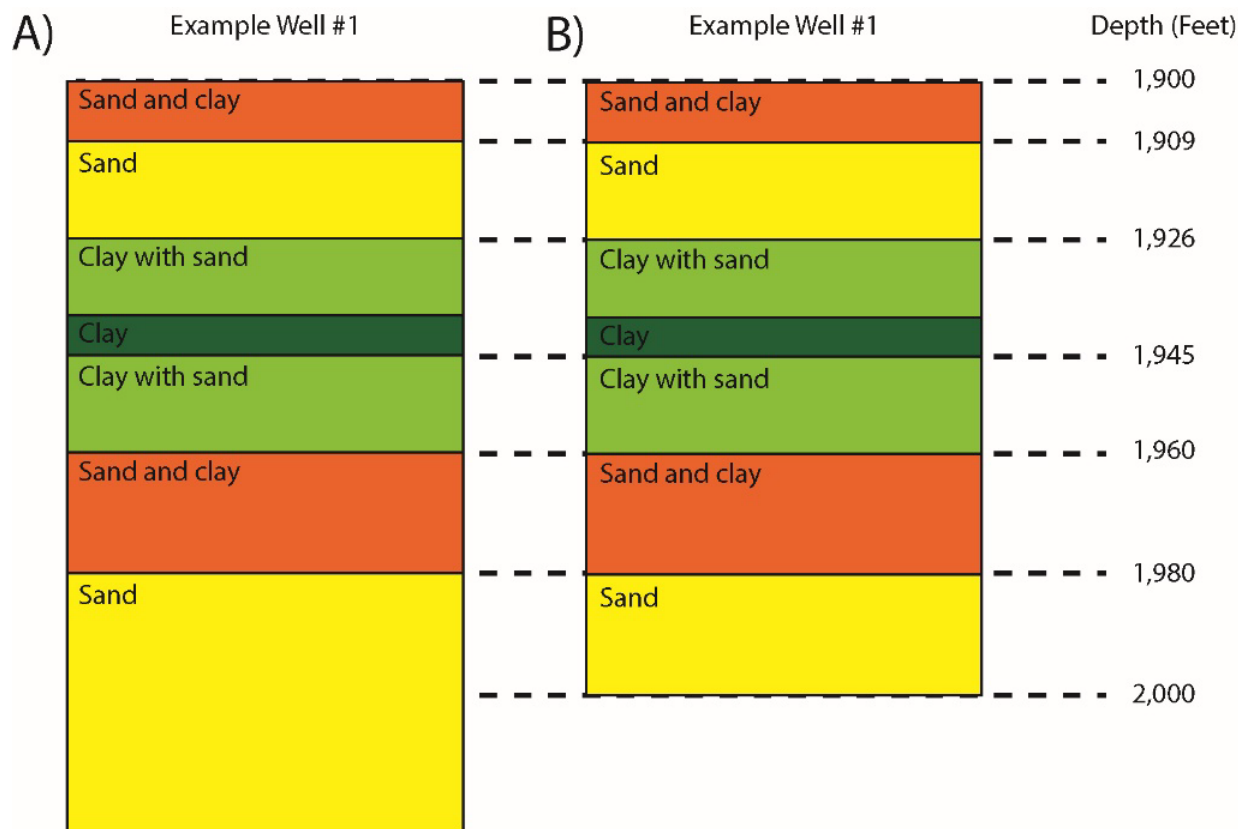 A)
Example Well #1
B)
Example Well #1
Depth (Feet)
Sand and clay
Sand
Clay with sand
Clay
Clay with sand
Sand and clay
Sand
Sand and clay
Sand
Clay with sand
Clay
Clay with sand
Sand and clay
Sand
1,900
1,909
1,926
1,945
1,960
1,980
2,000